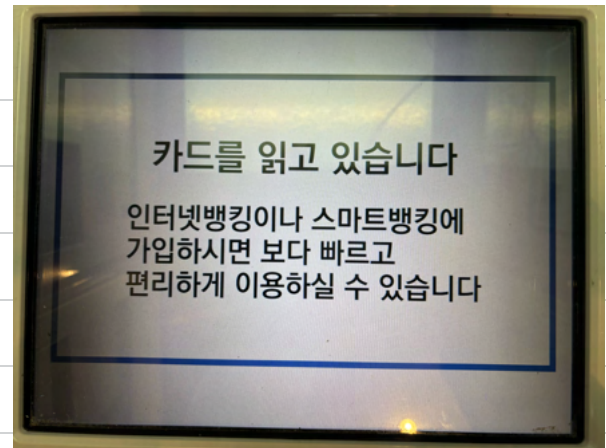 카드를 읽고 있습니다
인터넷뱅킹이나 스마트뱅킹에
가입하시면 보다 빠르고
편리하게 이용하실 수 있습니다